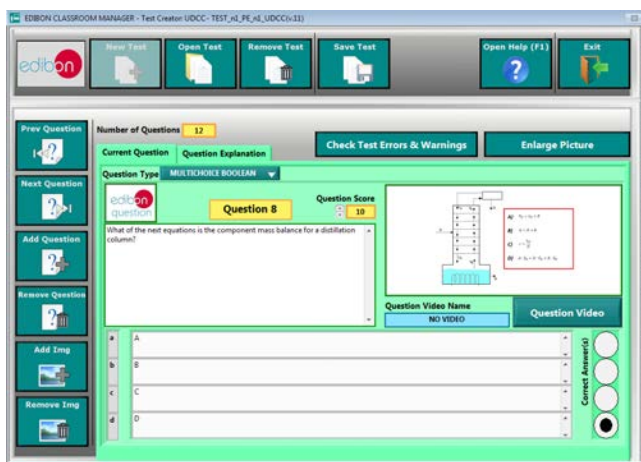 EDIBON CLASSROOM MANAGER - Test Creator: UDCC- TEST_n1_PE_n1_UDCC(v.11)
edibon
New Test
Open Test
Remove Test
Save Test
Open Help (F1)
Exit
Prev Question
Number of Questions 12
Check Test Errors & Warnings
Enlarge Picture
Current Question
Question Explanation
Question Type MULTICHOICE BOOLEAN
Next Question
edibon
question
Question 8
Question Score
10
What of the next equations is the component mass balance for a distillation
column?
A)
B)
C)
D)
Add Question
Remove Question
Question Video Name
NO VIDEO
Question Video
Add Img
Remove Img
a A
b B
c C
d D
Correct Answer(s)